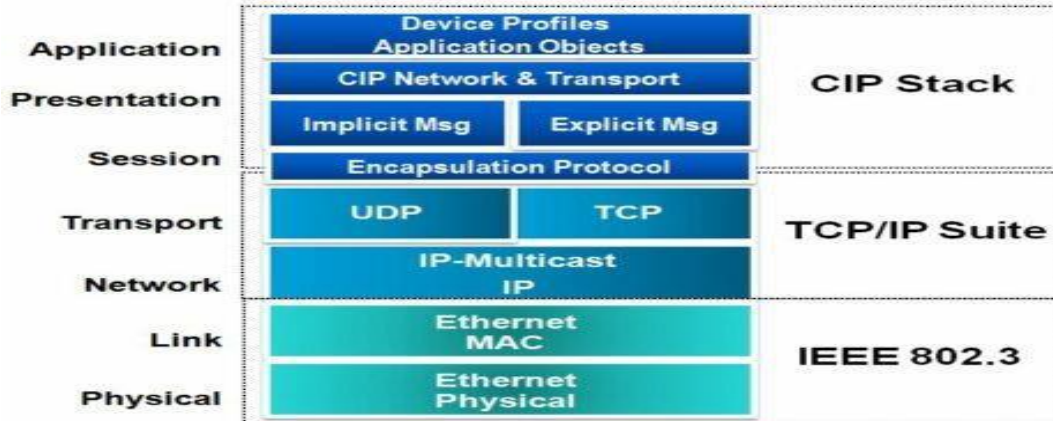 Application
Presentation
Session
Transport
Network
Link
Physical
Device Profiles
Application Objects
CIP Network & Transport
Implicit Msg
Explicit Msg
Encapsulation Protocol
UDP
TCP
IP-Multicast
IP
Ethernet
MAC
Ethernet
Physical
CIP Stack
TCP/IP Suite
IEEE 802.3